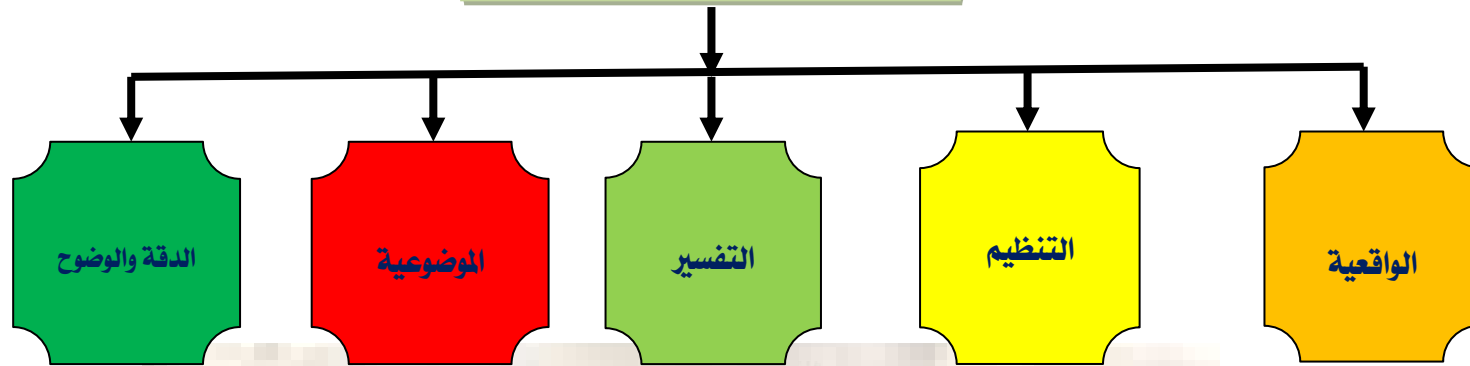 الواقعية
التنظيم
التفسير
الموضوعية
الدقة والوضوح